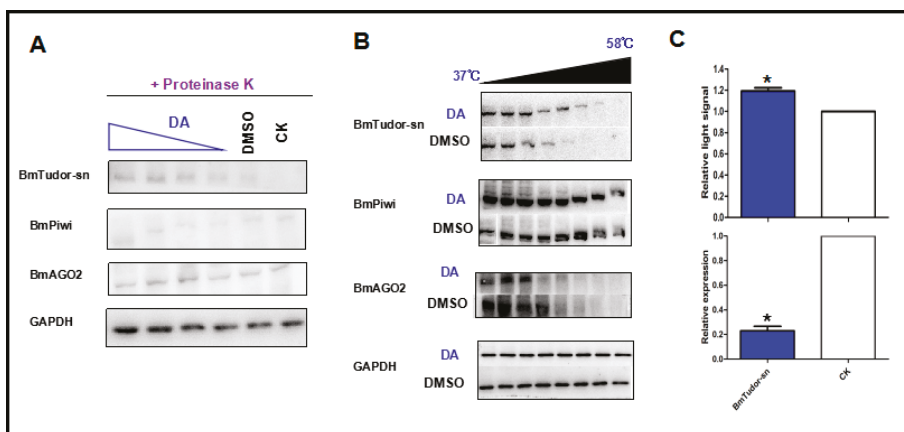 A
+ Proteinase K
DA
DMSO
CK
BmTudor-sn
BmPiwi
BmAGO2
GAPDH
B
37℃
58℃
BmTudor-sn
DA
DMSO
BmPiwi
DA
DMSO
BmAGO2
DA
DMSO
GAPDH
DA
DMSO
C
Relative light signal
1.4
1.2
1.0
0.8
0.6
0.4
0.2
0.0
*
Relative expression
1.0
0.8
0.6
0.4
0.2
0.0
*
BmTudor-sn
CK